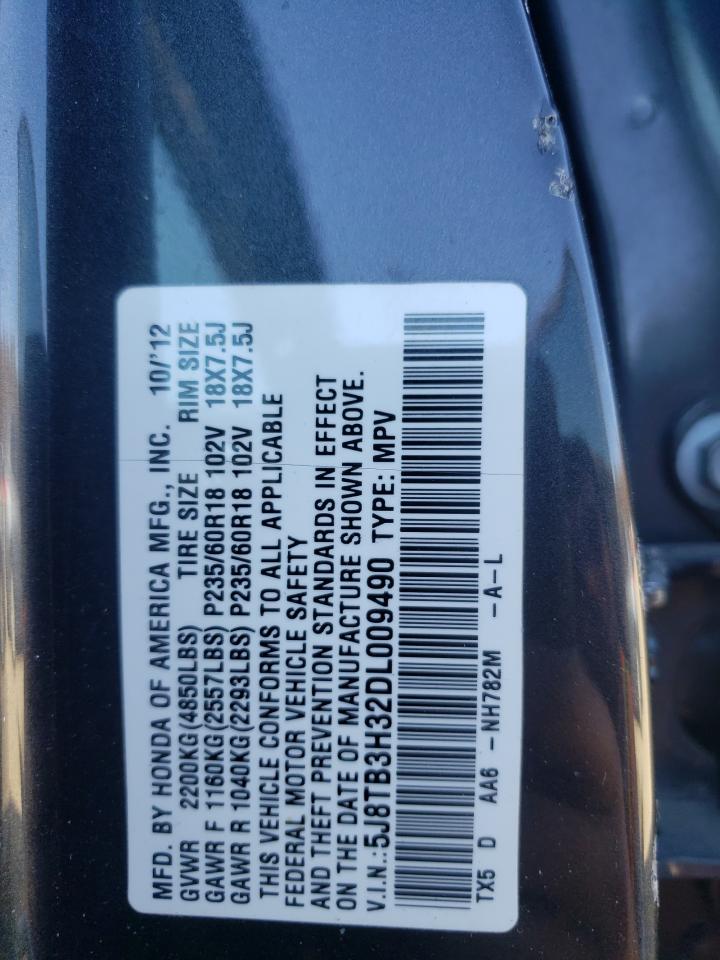 MFD. BY HONDA OF AMERICA MFG., INC. 10/'12
GVWR 2200KG(4850LBS) TIRE SIZE RIM SIZE
GAWR F 1160KG(2557LBS) P235/60R18 102V 18X7.5J
GAWR R 1040KG(2293LBS) P235/60R18 102V 18X7.5J
THIS VEHICLE CONFORMS TO ALL APPLICABLE
FEDERAL MOTOR VEHICLE SAFETY
AND THEFT PREVENTION STANDARDS IN EFFECT
ON THE DATE OF MANUFACTURE SHOWN ABOVE.
V.I.N.:5J8TB3H32DL009490 TYPE: MPV
TX5 D AA6 -NH782M -A-L